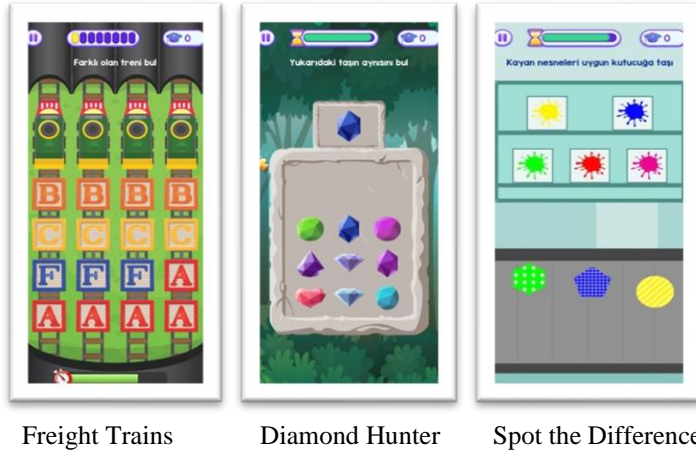 0
Farklı olan treni bul
B B B B
C C C C
F F F A
A A A A
0
Yukarıdaki taşın aynısını bul
0
Kayan nesneleri uygun kutucuğa taşı
Freight Trains
Diamond Hunter
Spot the Difference